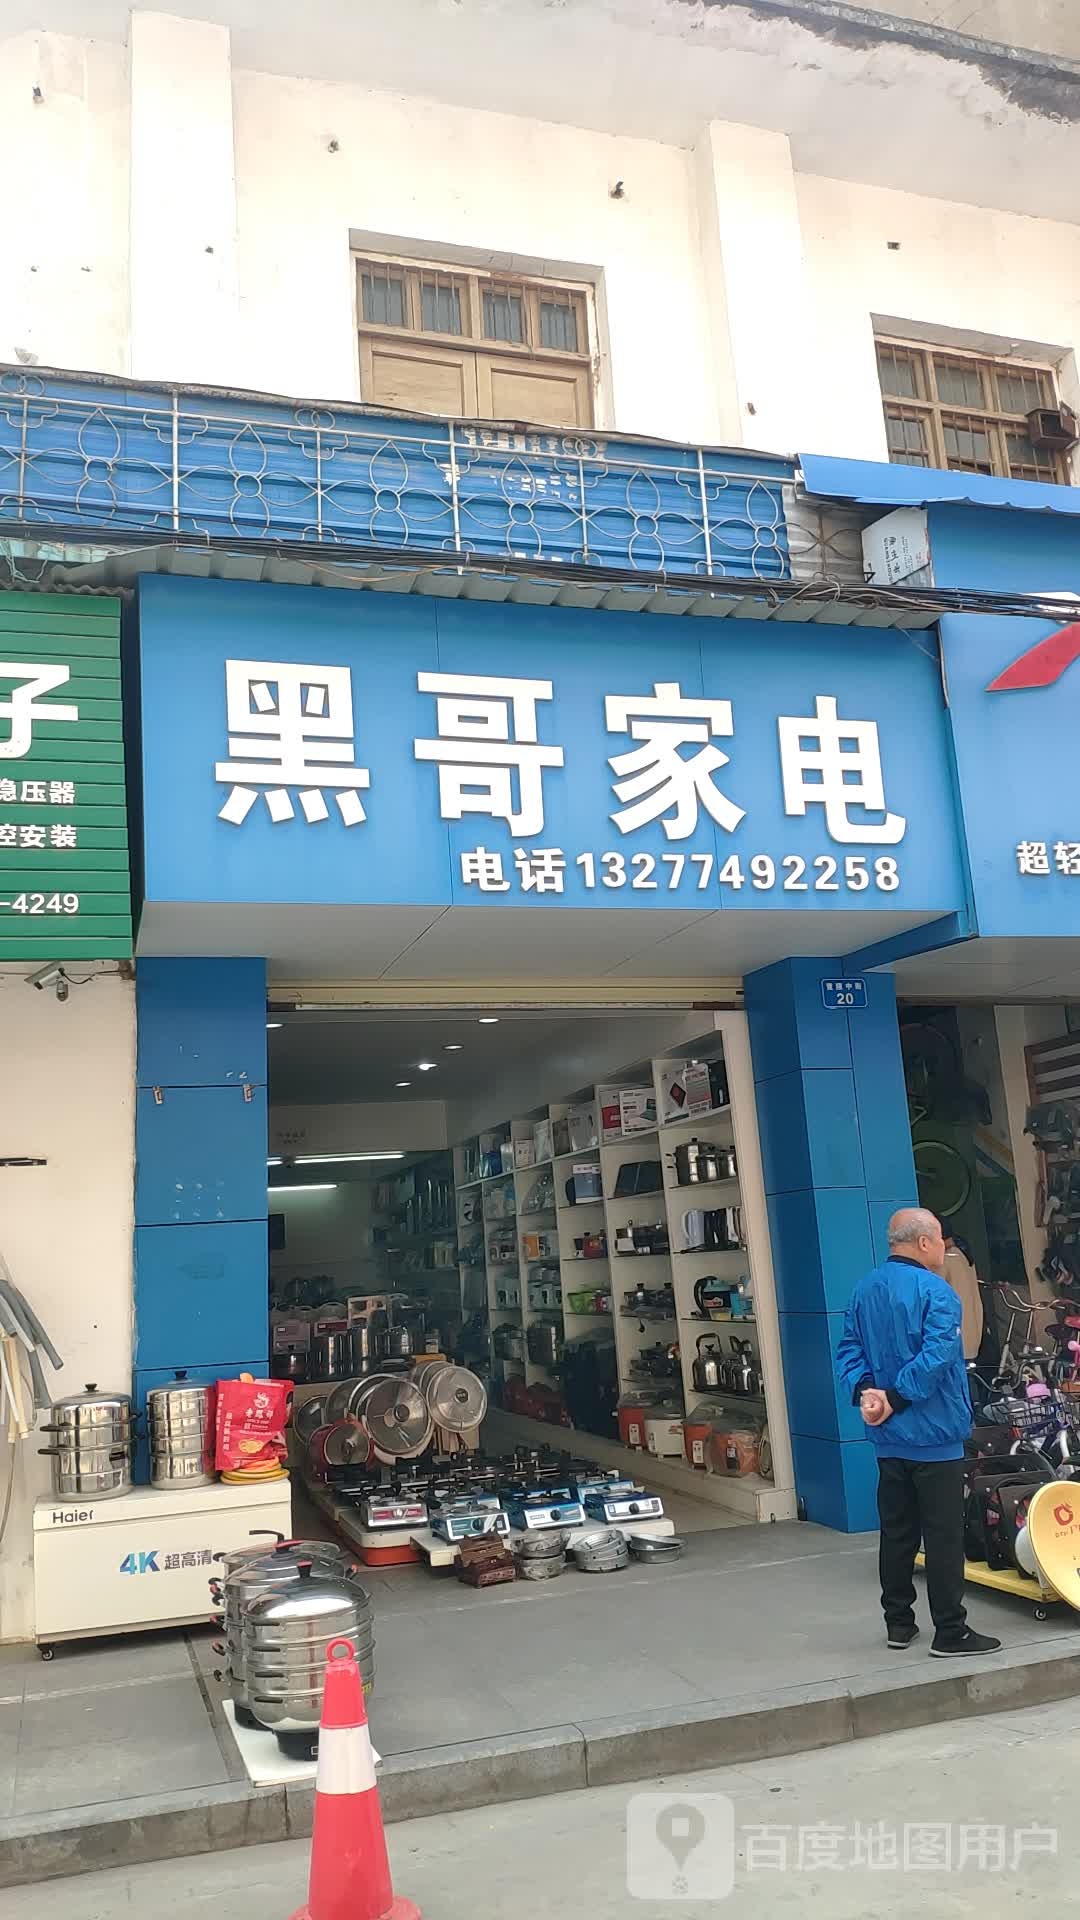 黑哥家电
电话13277492258
子
稳压器
控安装
-4249
超轻
20
Haier
4K超高清
百度地图用户